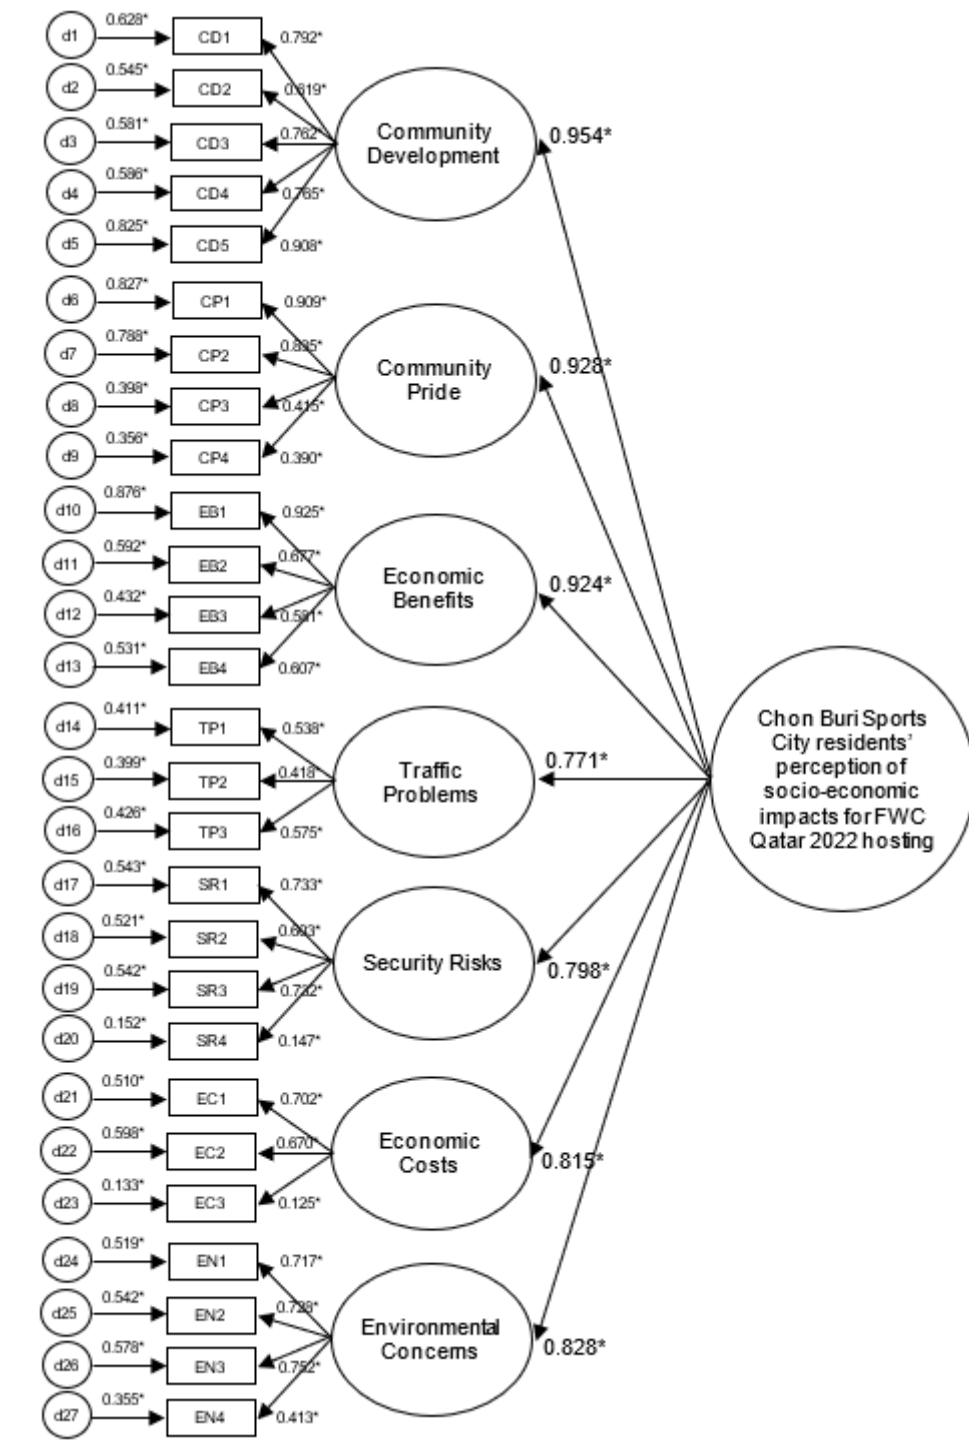 d1 0.628* CD1 0.792*
d2 0.545* CD2 0.819*
d3 0.581* CD3 0.762*
d4 0.586* CD4 0.765*
d5 0.825* CD5 0.908*
Community
Development
0.954*
d6 0.827* CP1 0.909*
d7 0.788* CP2 0.835*
d8 0.398* CP3 0.415*
d9 0.356* CP4 0.390*
Community
Pride
0.928*
d10 0.876* EB1 0.925*
d11 0.592* EB2 0.677*
d12 0.432* EB3 0.581*
d13 0.531* EB4 0.607*
Economic
Benefits
0.924*
d14 0.411* TP1 0.538*
d15 0.399* TP2 0.418*
d16 0.426* TP3 0.575*
Traffic
Problems
0.771*
d17 0.543* SR1 0.733*
d18 0.521* SR2 0.693*
d19 0.542* SR3 0.732*
d20 0.152* SR4 0.147*
Security Risks
0.798*
d21 0.510* EC1 0.702*
d22 0.598* EC2 0.670*
d23 0.133* EC3 0.125*
Economic
Costs
0.815*
d24 0.519* EN1 0.717*
d25 0.542* EN2 0.728*
d26 0.578* EN3 0.752*
d27 0.355* EN4 0.413*
Environmental
Concerns
0.828*
Chon Buri Sports
City residents'
perception of
socio-economic
impacts for FWC
Qatar 2022 hosting